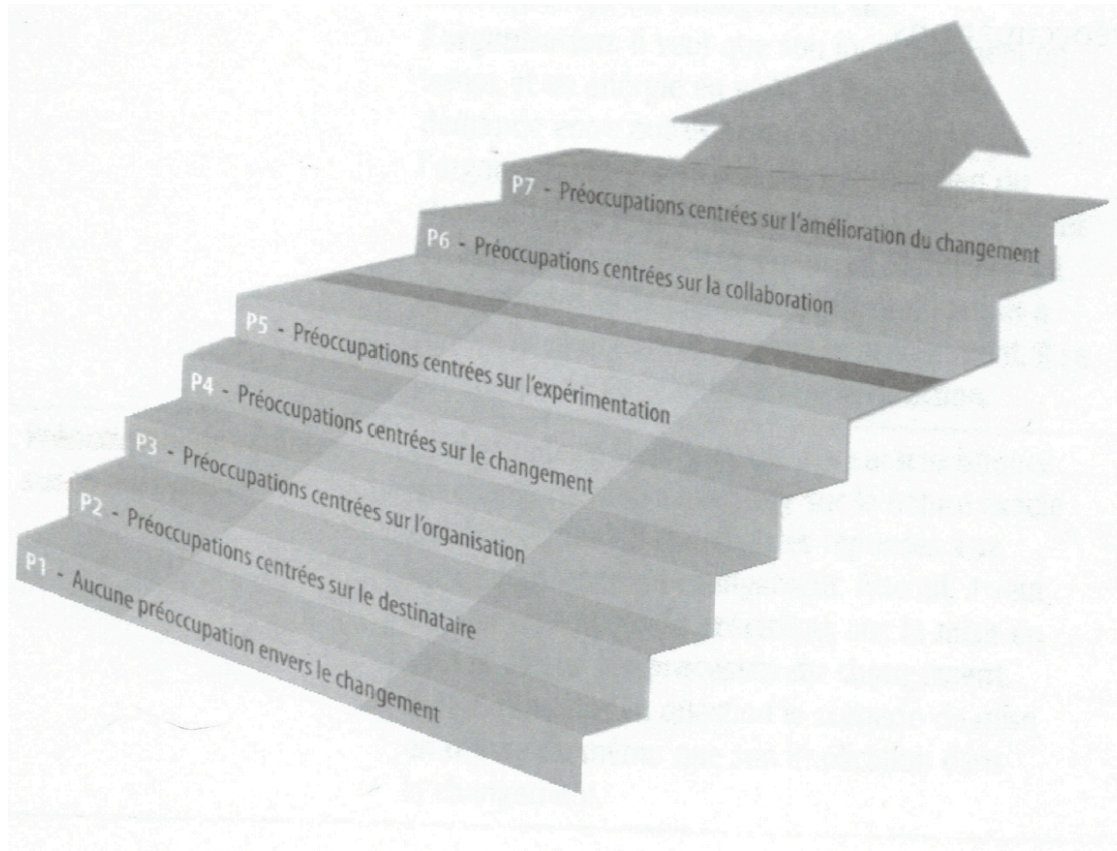 P7 - Préoccupations centrées sur l'amélioration du changement
P6 - Préoccupations centrées sur la collaboration
P5 - Préoccupations centrées sur l'expérimentation
P4 - Préoccupations centrées sur le changement
P3 - Préoccupations centrées sur l'organisation
P2 - Préoccupations centrées sur le destinataire
P1 - Aucune préoccupation envers le changement